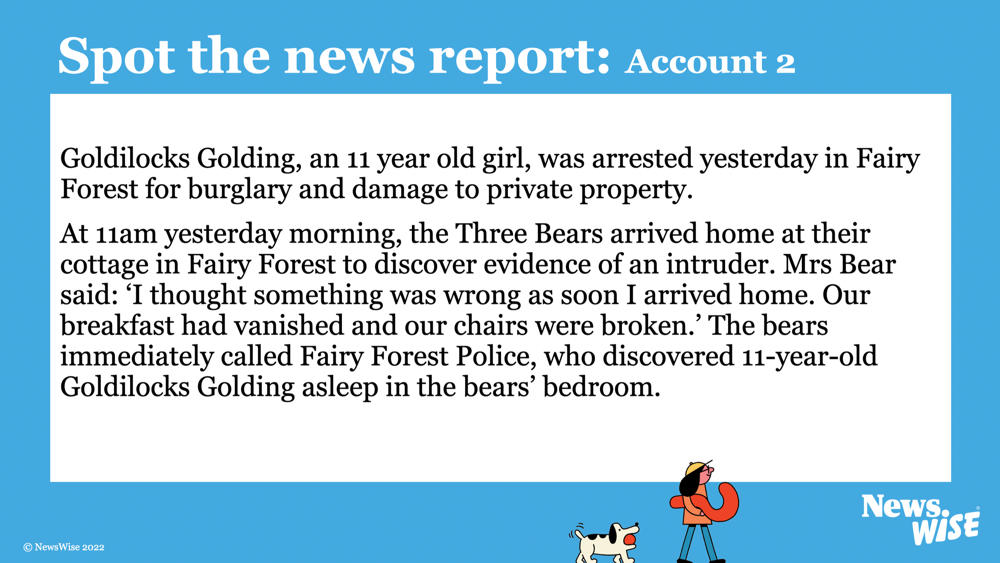 Spot the news report: Account 2
Goldilocks Golding, an 11 year old girl, was arrested yesterday in Fairy
Forest for burglary and damage to private property.
At 11am yesterday morning, the Three Bears arrived home at their
cottage in Fairy Forest to discover evidence of an intruder. Mrs Bear
said: ‘I thought something was wrong as soon I arrived home. Our
breakfast had vanished and our chairs were broken.’ The bears
immediately called Fairy Forest Police, who discovered 11-year-old
Goldilocks Golding asleep in the bears’ bedroom.
News.
WiSE®
© NewsWise 2022